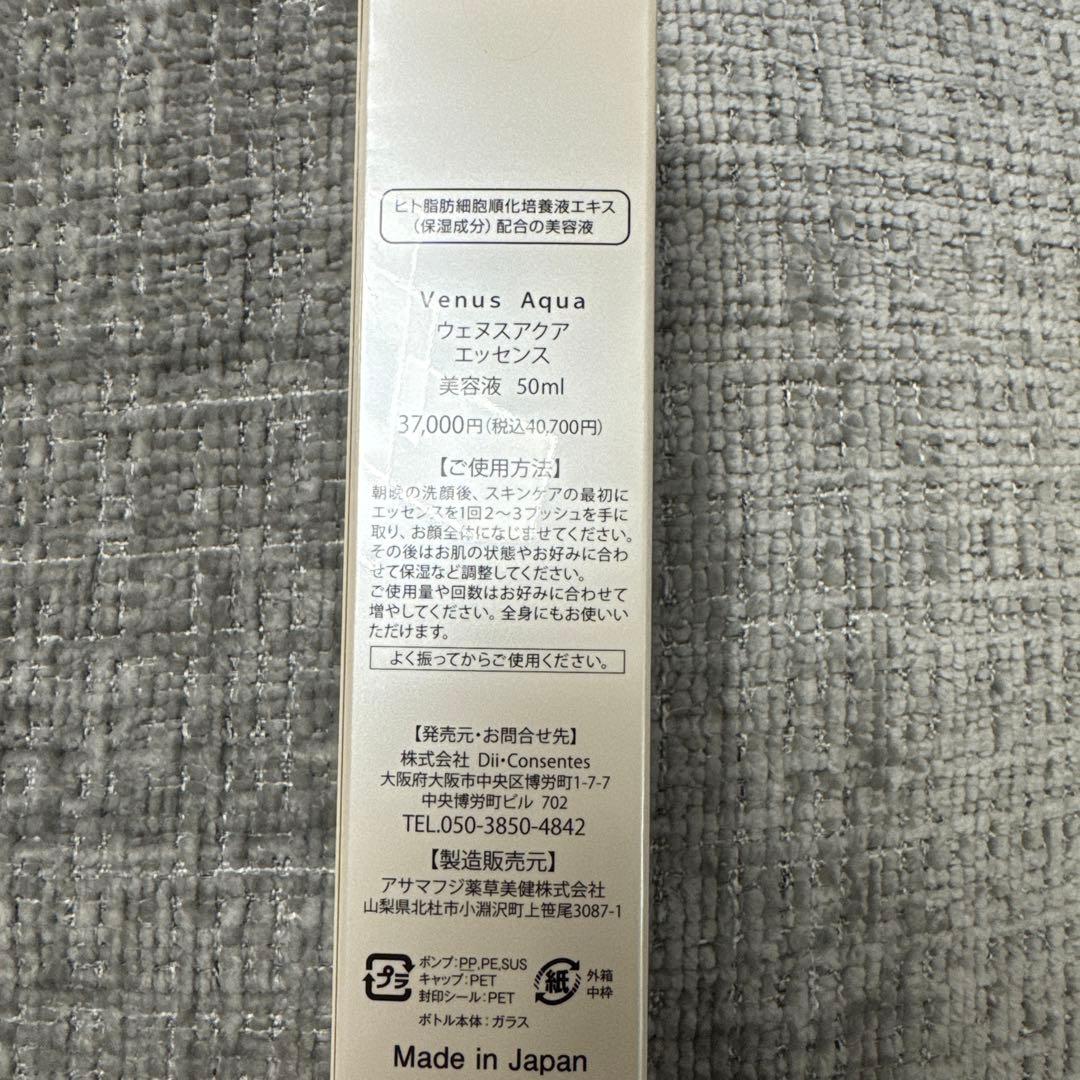 ヒト脂肪細胞順化培養液エキス
（保湿成分）配合の美容液
Venus Aqua
ウェヌスアクア
エッセンス
美容液 50ml
37,000円（税込40,700円）
【ご使用方法】
朝晩の洗顔後、スキンケアの最初に
エッセンスを1回2〜3プッシュを手に
取り、お顔全体になじませてください。
その後はお肌の状態やお好みに合わ
せて保湿など調整してください。
ご使用量や回数はお好みに合わせて
増やしてください。全身にもお使いい
ただけます。
よく振ってからご使用ください。
【発売元・お問合せ先】
株式会社 Dii・Consentes
大阪府大阪市中央区博労町1-7-7
中央博労町ビル 702
TEL.050-3850-4842
【製造販売元】
アサマフジ薬草美健株式会社
山梨県北杜市小淵沢町上笹尾3087-1
プラ
ポンプ：PP,PE,SUS
キャップ：PET
封印シール：PET
紙
外箱
中枠
ボトル本体：ガラス
Made in Japan